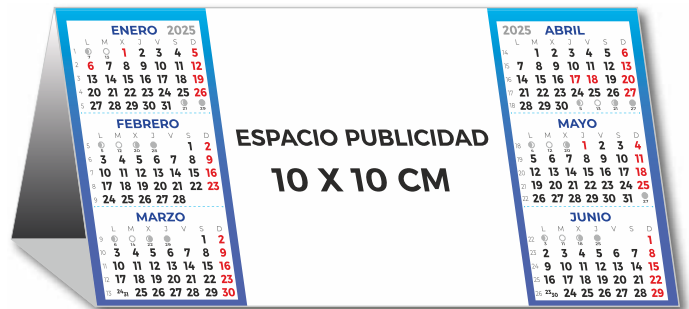 ENERO 2025
L M X J V S D
1 2 3 4 5
6 7 8 9 10 11 12
13 14 15 16 17 18 19
20 21 22 23 24 25 26
27 28 29 30 31
FEBRERO
L M X J V S D
1 2
3 4 5 6 7 8 9
10 11 12 13 14 15 16
17 18 19 20 21 22 23
24 25 26 27 28
MARZO
L M X J V S D
1 2
3 4 5 6 7 8 9
10 11 12 13 14 15 16
17 18 19 20 21 22 23
24 31 25 26 27 28 29 30
ESPACIO PUBLICIDAD
10 X 10 CM
2025 ABRIL
L M X J V S D
1 2 3 4 5 6
7 8 9 10 11 12 13
14 15 16 17 18 19 20
21 22 23 24 25 26 27
28 29 30
MAYO
L M X J V S D
1 2 3 4
5 6 7 8 9 10 11
12 13 14 15 16 17 18
19 20 21 22 23 24 25
26 27 28 29 30 31
JUNIO
L M X J V S D
1
2 3 4 5 6 7 8
9 10 11 12 13 14 15
16 17 18 19 20 21 22
23 30 24 25 26 27 28 29